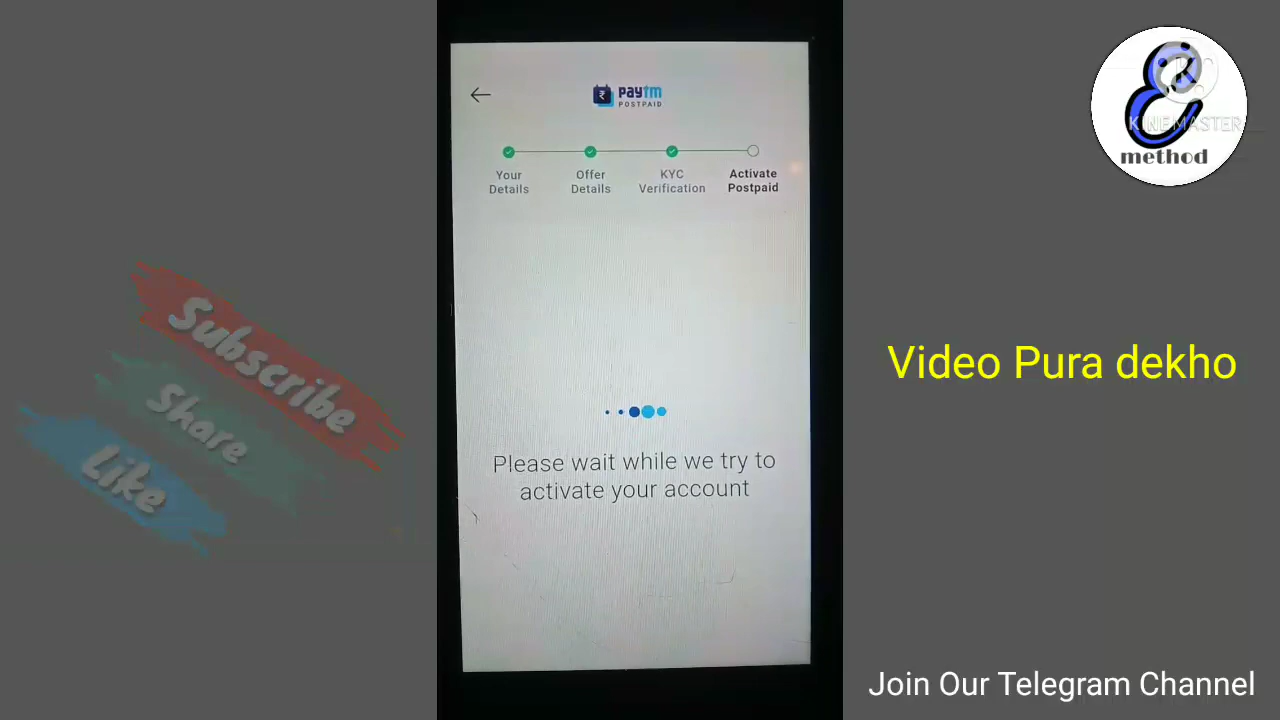 paytm
POSTPAID
Your
Details
Offer
Details
KYC
Verification
Activate
Postpaid
Please wait while we try to
activate your account
Subscribe
Share
Like
KINEMASTER
method
Video Pura dekho
Join Our Telegram Channel